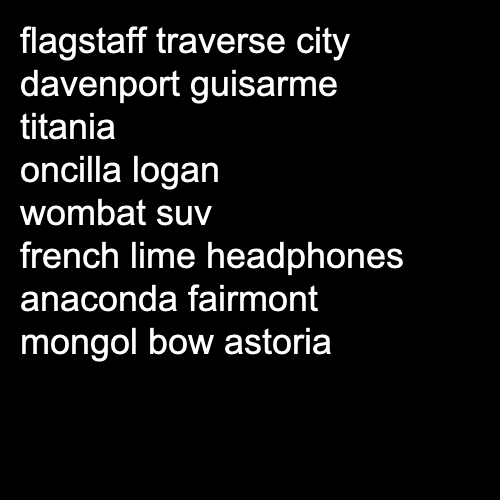 flagstaff traverse city
davenport guisarme
titania
oncilla logan
wombat suv
french lime headphones
anaconda fairmont
mongol bow astoria